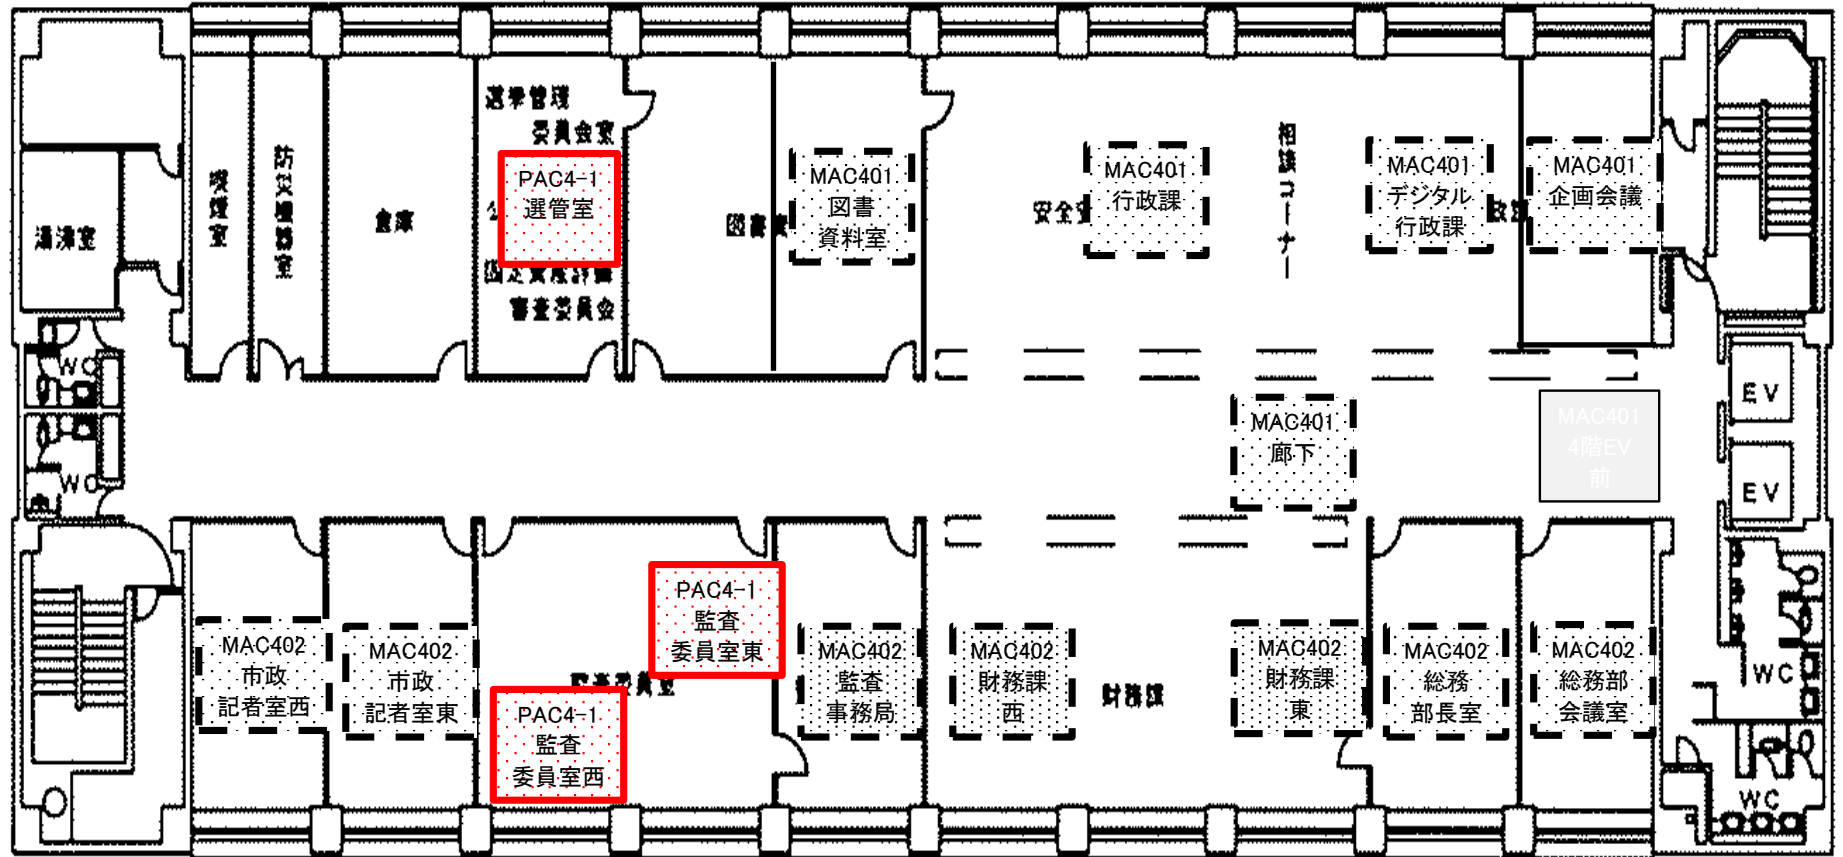 選挙管理
委員会室
PAC4-1
選管室
固定資産評価
審査委員会
湯沸室
喫煙室
防災機器室
倉庫
図書
MAC401
図書
資料室
安全
MAC401
行政課
相談コーナー
MAC401
デジタル
行政課
政課
MAC401
企画会議
WC
WC
MAC401
廊下
MAC401
4階EV
前
EV
EV
MAC402
市政
記者室西
MAC402
市政
記者室東
PAC4-1
監査
委員室東
監査委員室
PAC4-1
監査
委員室西
MAC402
監査
事務局
MAC402
財務課
西
財務課
MAC402
財務課
東
MAC402
総務
部長室
MAC402
総務部
会議室
WC
WC